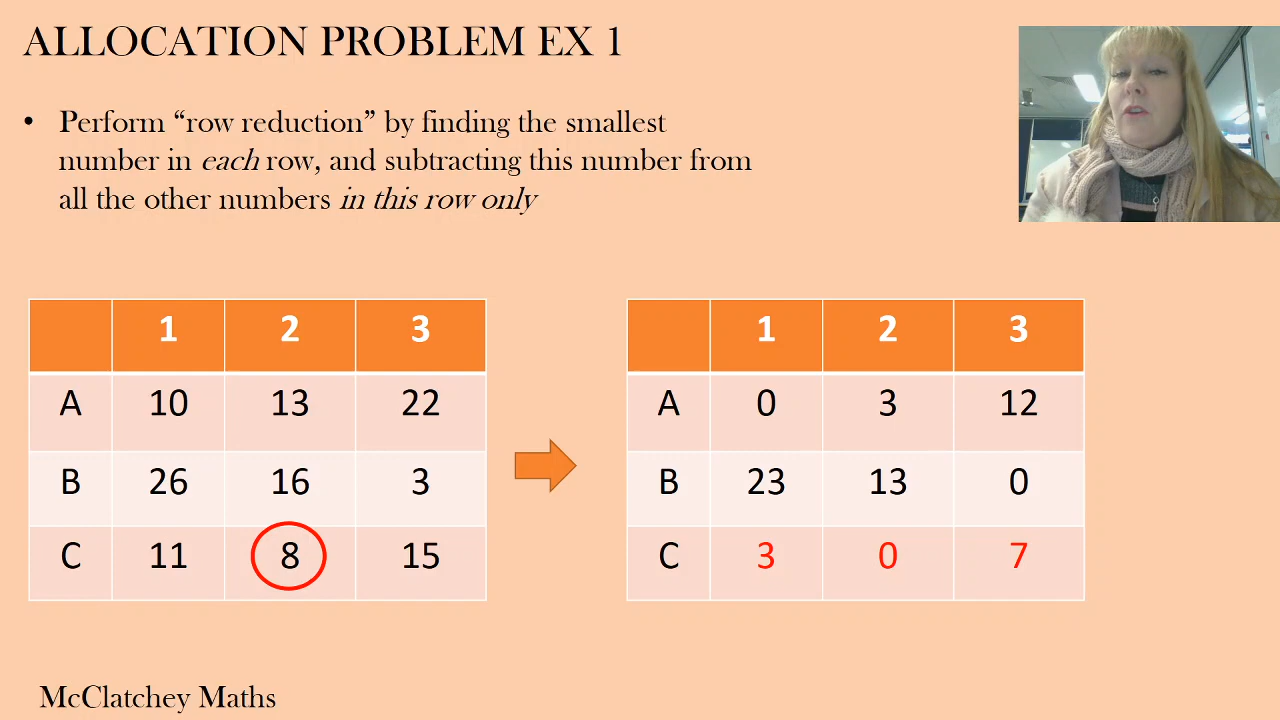 ALLOCATION PROBLEM EX 1
• Perform “row reduction” by finding the smallest
number in each row, and subtracting this number from
all the other numbers in this row only
1 2 3
A 10 13 22
B 26 16 3
C 11 8 15
1 2 3
A 0 3 12
B 23 13 0
C 3 0 7
McClatchey Maths